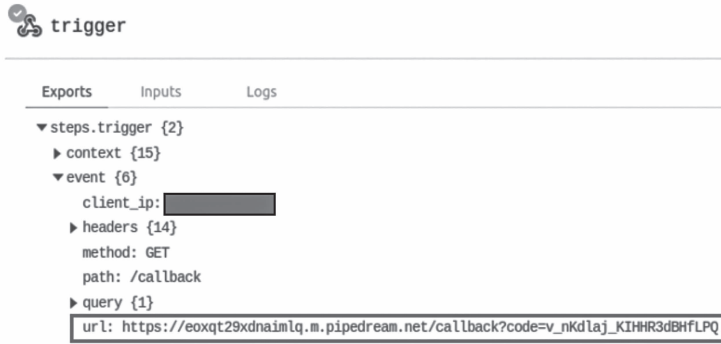 trigger
Exports Inputs Logs
steps.trigger {2}
context {15}
event {6}
client_ip:
headers {14}
method: GET
path: /callback
query {1}
url: https://eoxqt29xdnaimlq.m.pipedream.net/callback?code=v_nKdlaj_KIHHR3dBHfLPQ